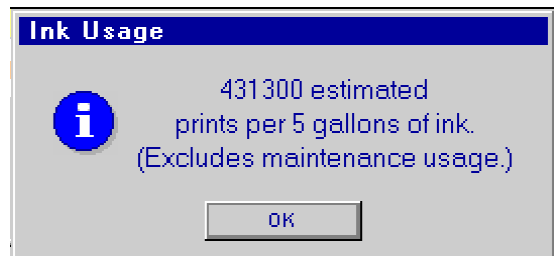 Ink Usage
431300 estimated
prints per 5 gallons of ink.
(Excludes maintenance usage.)
OK